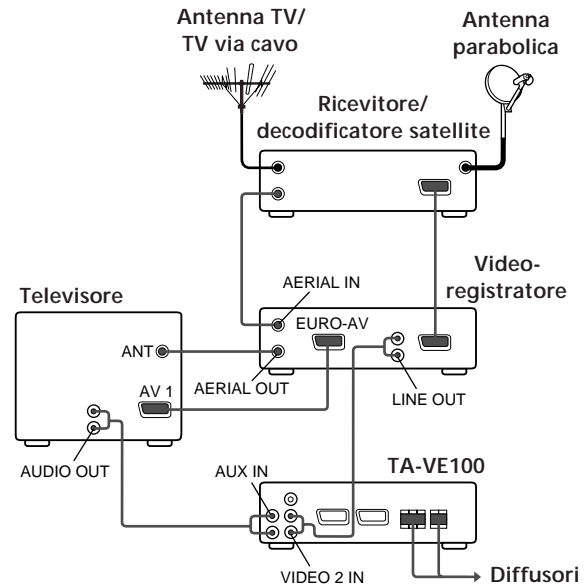 Antenna TV/
TV via cavo
Antenna
parabolica
Ricevitore/
decodificatore satellite
Video-
registratore
Televisore
AERIAL IN
EURO-AV
ANT
AERIAL OUT
AV 1
LINE OUT
AUDIO OUT
AUX IN
TA-VE100
VIDEO 2 IN
Diffusori